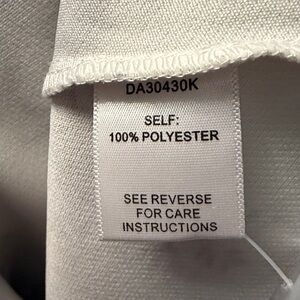 DA30430K
SELF:
100% POLYESTER
SEE REVERSE
FOR CARE
INSTRUCTIONS